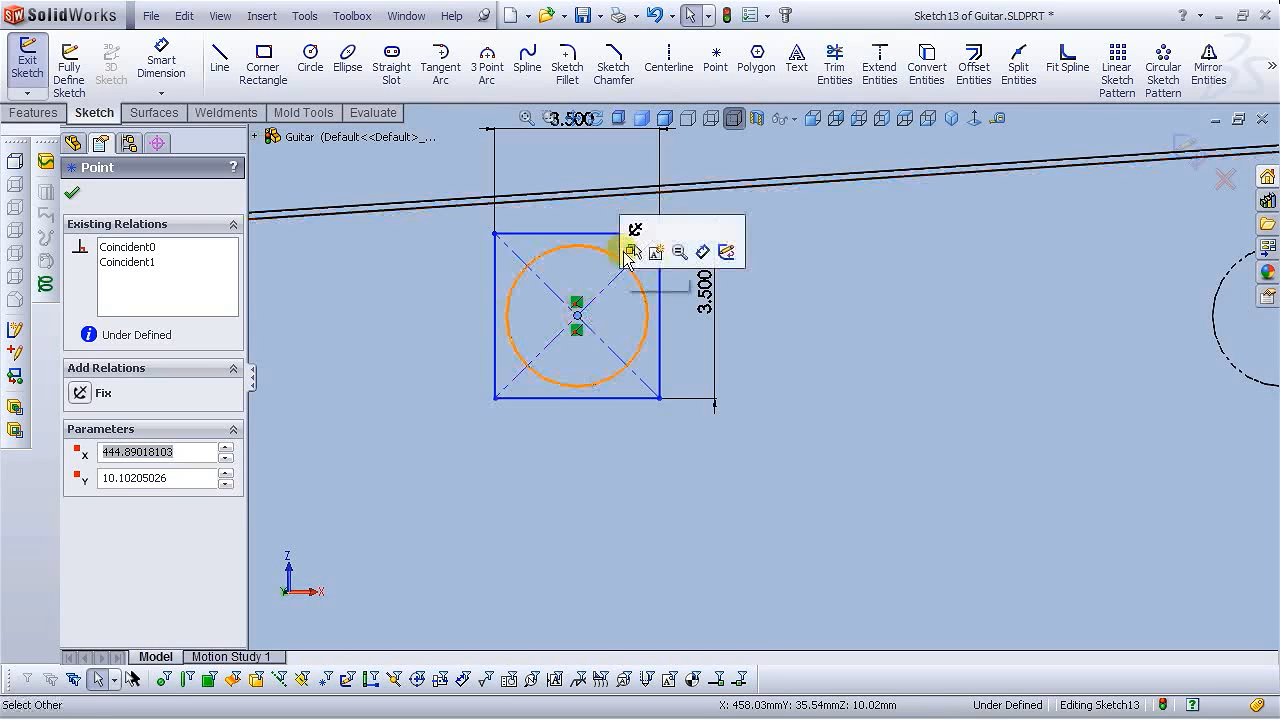 SolidWorks File Edit View Insert Tools Toolbox Window Help Sketch13 of Guitar.SLDPRT *
Exit Sketch
Fully Define Sketch
3D Sketch
Smart Dimension
Line
Corner Rectangle
Circle
Ellipse
Straight Slot
Tangent Arc
3 Point Arc
Spline
Sketch Fillet
Sketch Chamfer
Centerline
Point
Polygon
Text
Trim Entities
Extend Entities
Convert Entities
Offset Entities
Split Entities
Fit Spline
Linear Sketch Pattern
Circular Sketch Pattern
Mirror Entities
Features Sketch Surfaces Weldments Mold Tools Evaluate
3.500
Guitar (Default<<Default>_...
Point ?
Existing Relations
Coincident0
Coincident1
Under Defined
Add Relations
Fix
Parameters
X 444.89018103
Y 10.10205026
3.500
Z
X
Model Motion Study 1
Select Other X: 458.03mmY: 35.54mmZ: 10.02mm Under Defined Editing Sketch13